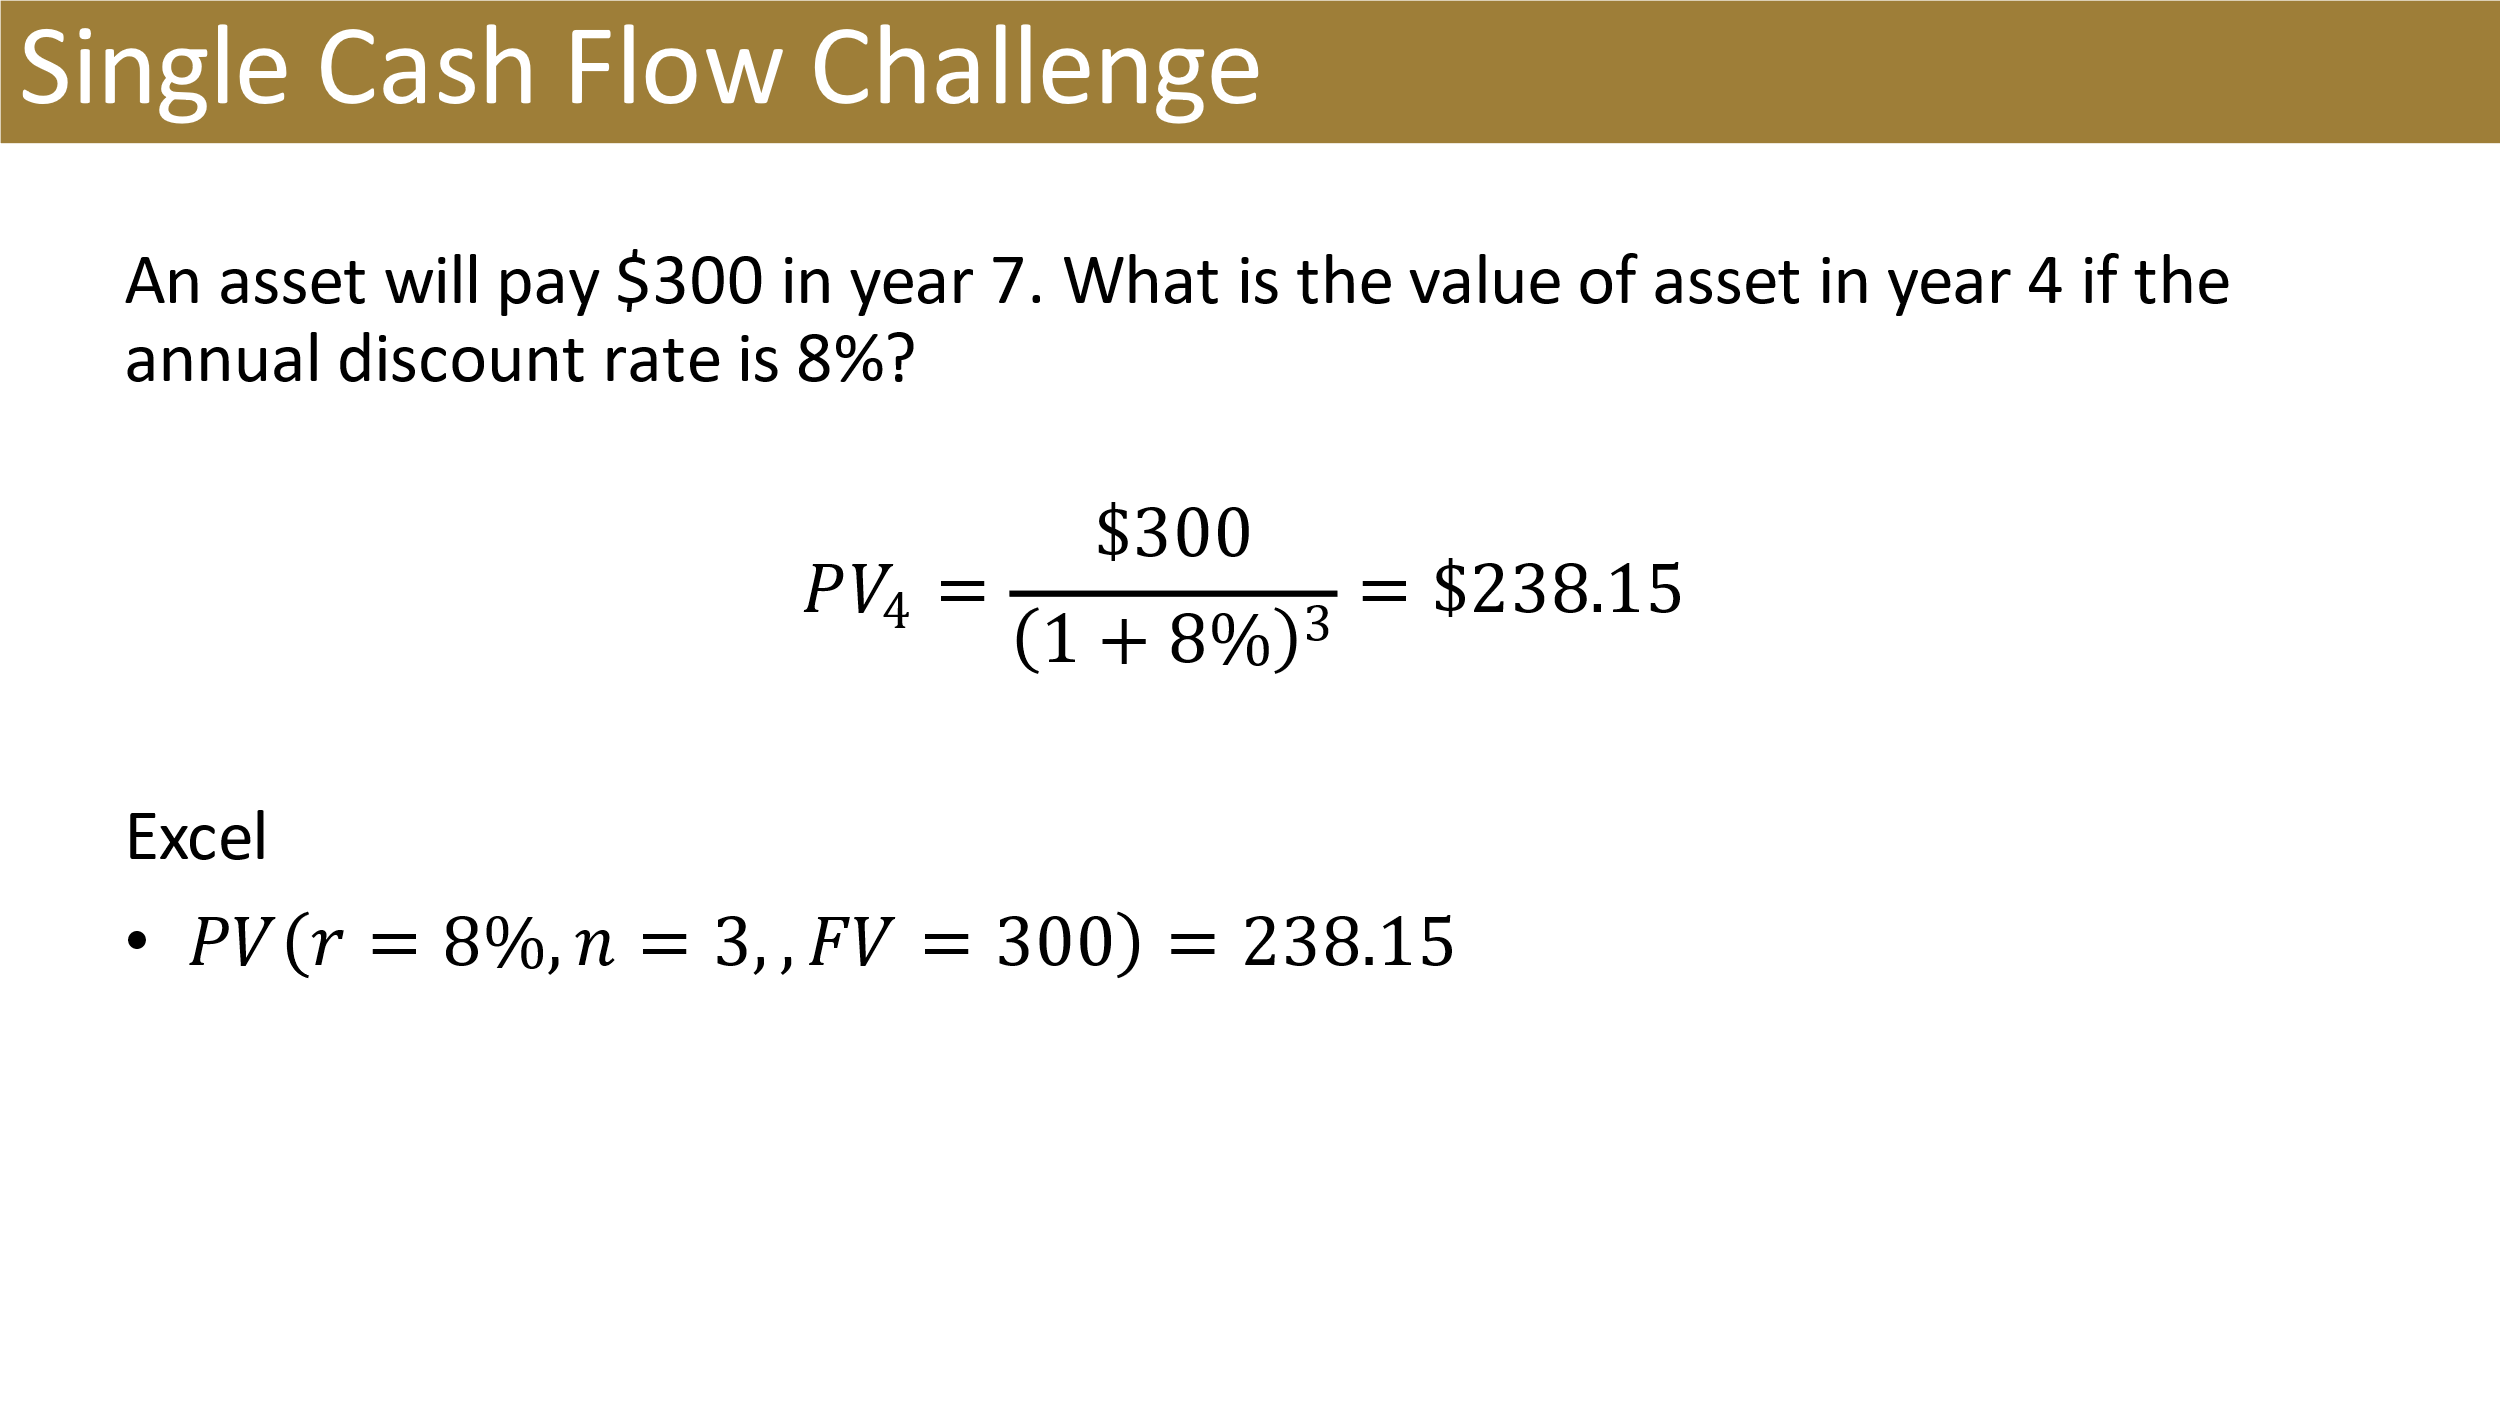 Single Cash Flow Challenge
An asset will pay $300 in year 7. What is the value of asset in year 4 if the
annual discount rate is 8%?
$300
PV₄ = ──────── = $238.15
(1 + 8%)³
Excel
• PV(r = 8%, n = 3, , FV = 300) = 238.15